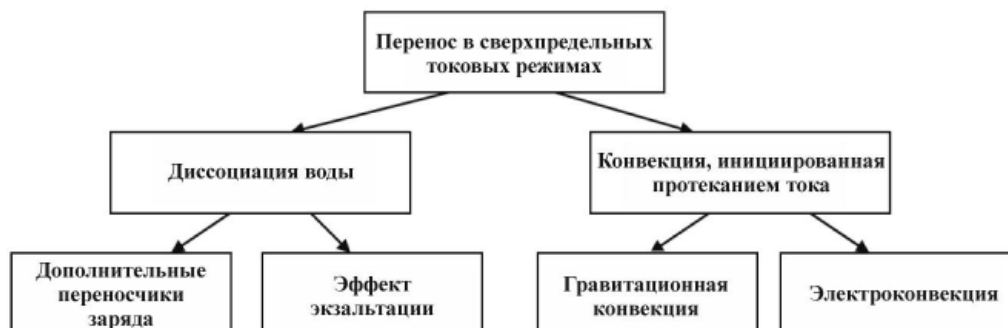 Перенос в сверхпредельных
токовых режимах
Диссоциация воды
Конвекция, инициированная
протеканием тока
Дополнительные
переносчики
заряда
Эффект
экзальтации
Гравитационная
конвекция
Электроконвекция